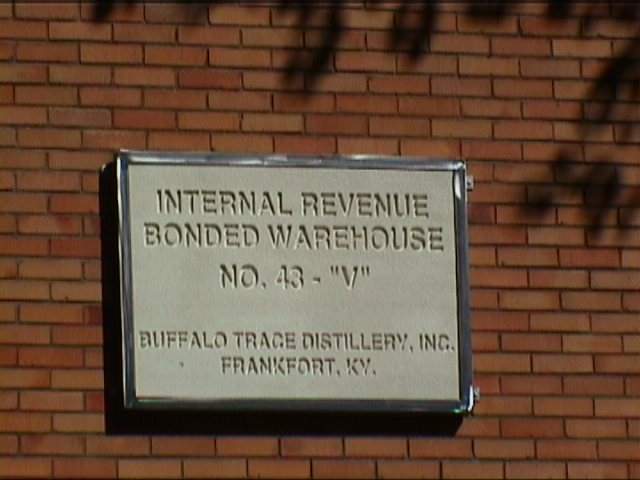 INTERNAL REVENUE
BONDED WAREHOUSE
NO. 43 - "V"
BUFFALO TRACE DISTILLERY, INC.
FRANKFORT, KY.